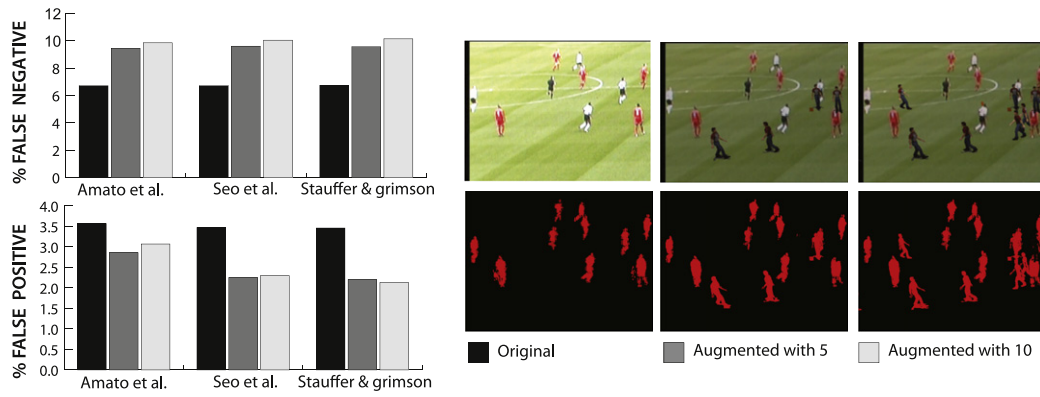 % FALSE NEGATIVE
12
10
8
6
4
2
0
Amato et al.
Seo et al.
Stauffer & grimson
% FALSE POSITIVE
4.0
3.5
3.0
2.5
2.0
1.5
1.0
0.5
0.0
Amato et al.
Seo et al.
Stauffer & grimson
Original
Augmented with 5
Augmented with 10